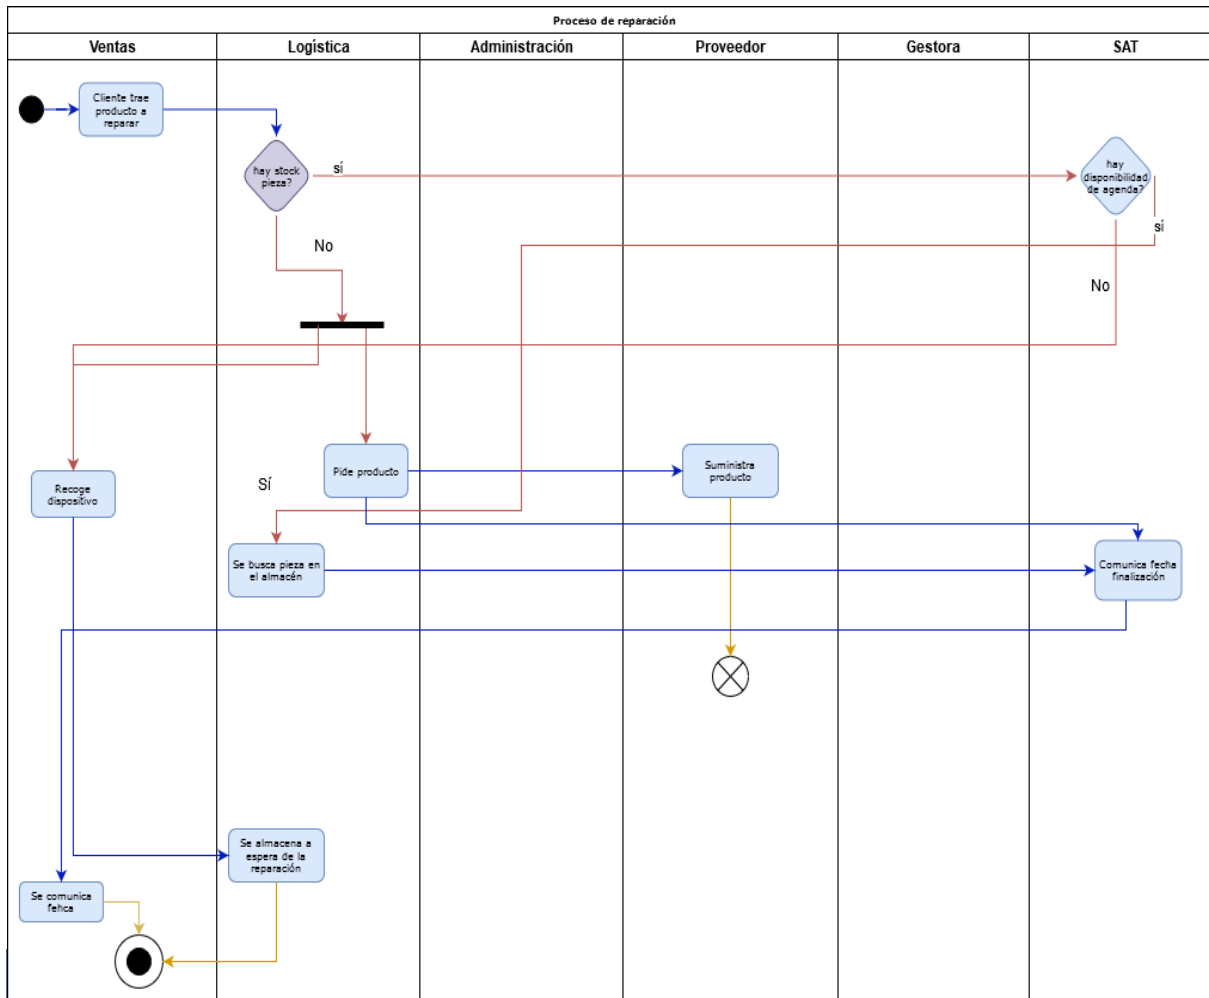 Proceso de reparación
Ventas
Logística
Administración
Proveedor
Gestora
SAT
Cliente trae
producto a
reparar
hay stock
pieza?
sí
hay
disponibilidad
de agenda?
sí
No
No
Pide producto
Suministra
producto
Recoge
dispositivo
Sí
Se busca pieza en
el almacén
Comunica fecha
finalización
Se almacena a
espera de la
reparación
Se comunica
fehca